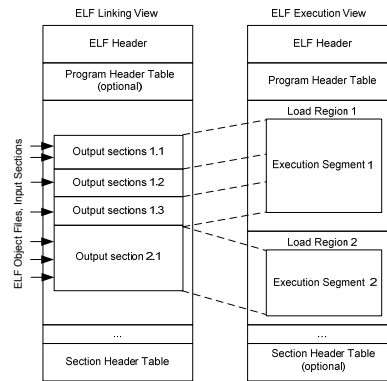 ELF Linking View
ELF Header
Program Header Table
(optional)
ELF Object Files, Input Sections
Output sections 1.1
Output sections 1.2
Output sections 1.3
Output section 2.1
...
Section Header Table
ELF Execution View
ELF Header
Program Header Table
Load Region 1
Execution Segment 1
Load Region 2
Execution Segment 2
...
Section Header Table
(optional)